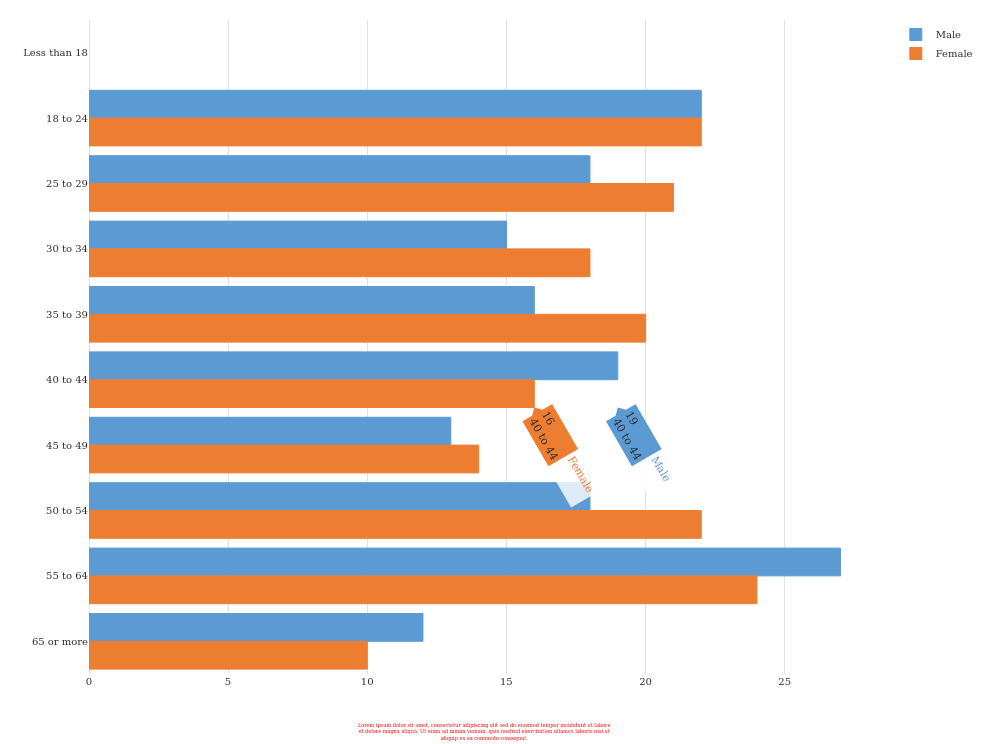 Male
Female
Less than 18
18 to 24
25 to 29
30 to 34
35 to 39
40 to 44
16
40 to 44
Female
19
40 to 44
Male
45 to 49
50 to 54
55 to 64
65 or more
0 5 10 15 20 25
Lorem ipsum dolor sit amet, consectetur adipiscing elit sed do eiusmod tempor incididunt ut labore
et dolore magna aliqua. Ut enim ad minim veniam, quis nostrud exercitation ullamco laboris nisi ut
aliquip ex ea commodo consequat.